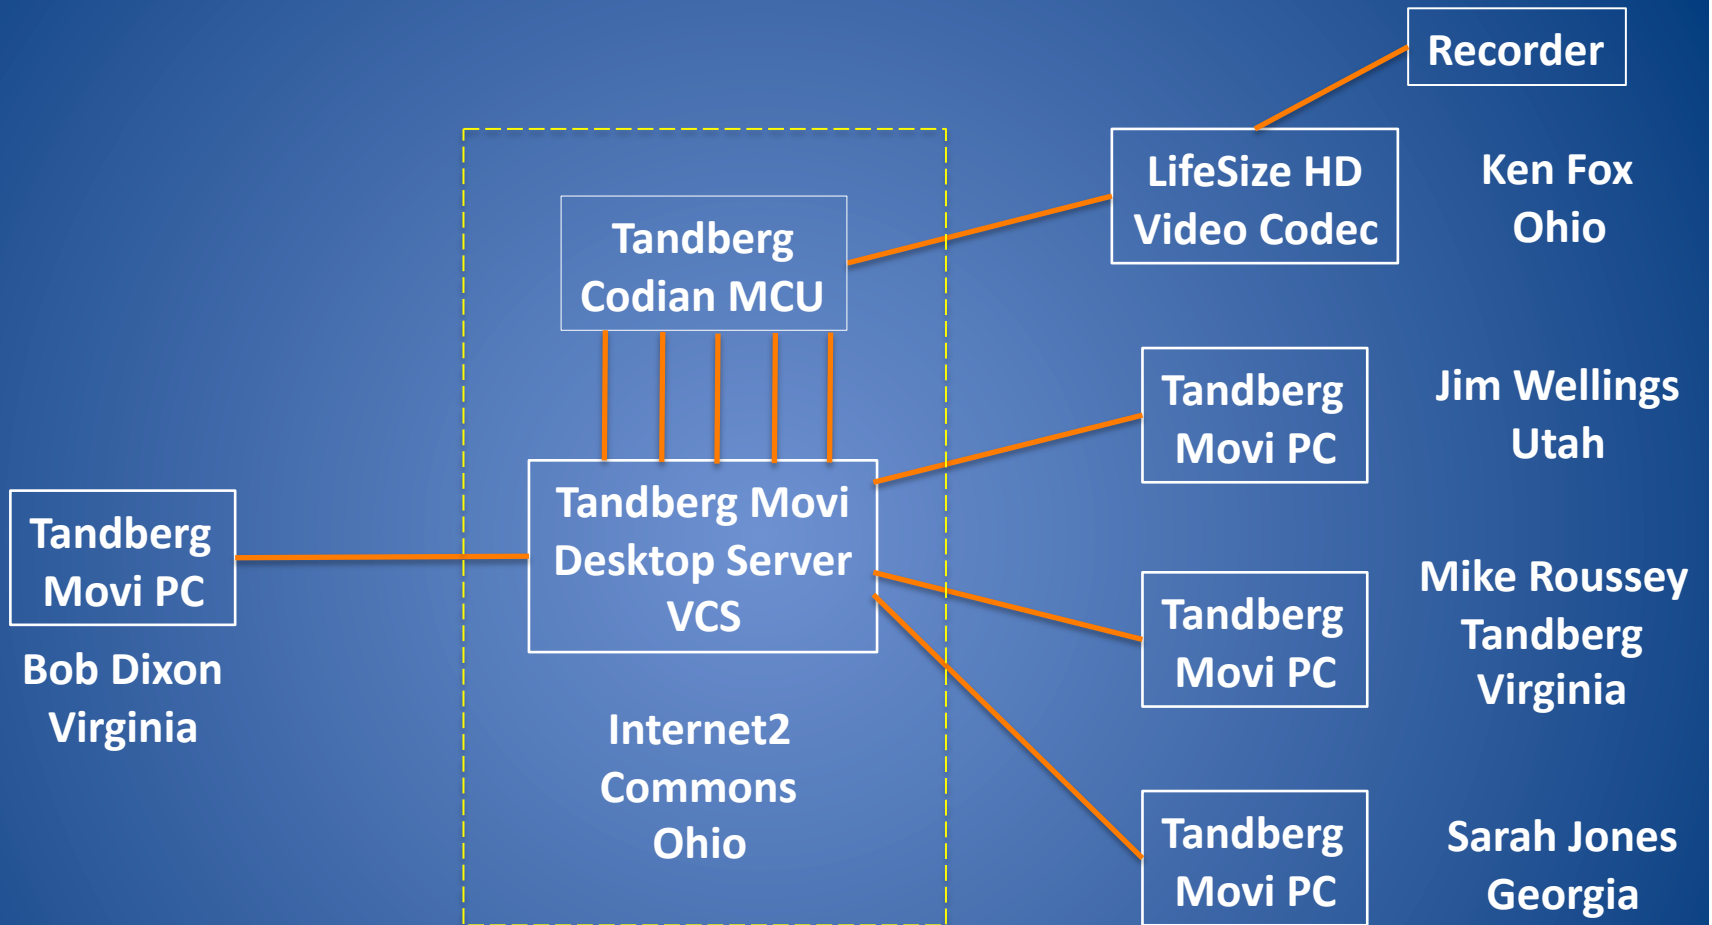 Recorder
LifeSize HD
Video Codec
Ken Fox
Ohio
Tandberg
Codian MCU
Tandberg
Movi PC
Jim Wellings
Utah
Tandberg Movi
Desktop Server
VCS
Tandberg
Movi PC
Bob Dixon
Virginia
Tandberg
Movi PC
Mike Roussey
Tandberg
Virginia
Internet2
Commons
Ohio
Tandberg
Movi PC
Sarah Jones
Georgia